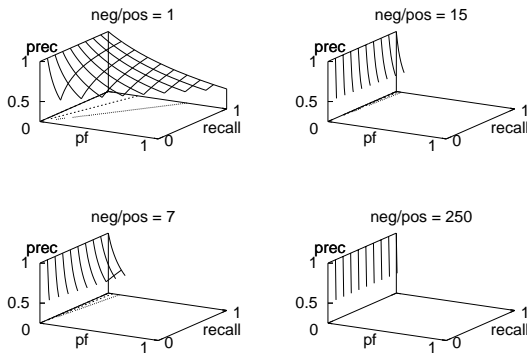 neg/pos = 1
prec
1
0.5
0
pf
1
0
recall
1
neg/pos = 15
prec
1
0.5
0
pf
1
0
recall
1
neg/pos = 7
prec
1
0.5
0
pf
1
0
recall
1
neg/pos = 250
prec
1
0.5
0
pf
1
0
recall
1